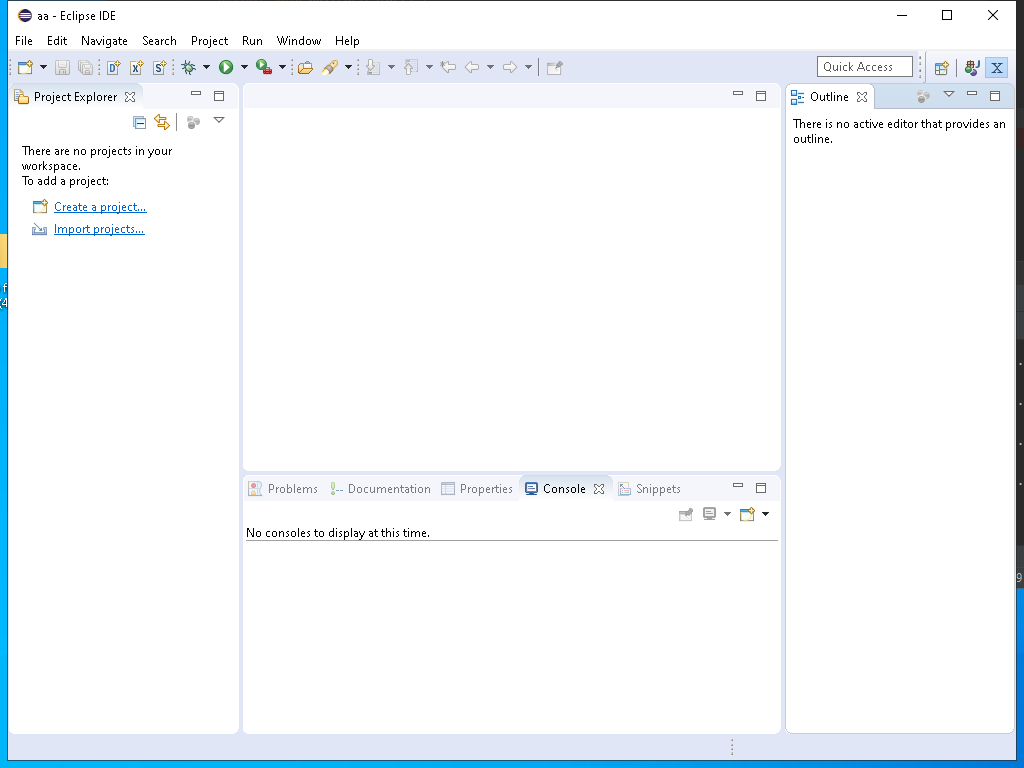 aa - Eclipse IDE
File Edit Navigate Search Project Run Window Help
Quick Access
Project Explorer
There are no projects in your
workspace.
To add a project:
Create a project...
Import projects...
Outline
There is no active editor that provides an
outline.
Problems Documentation Properties Console Snippets
No consoles to display at this time.
f
(4
9